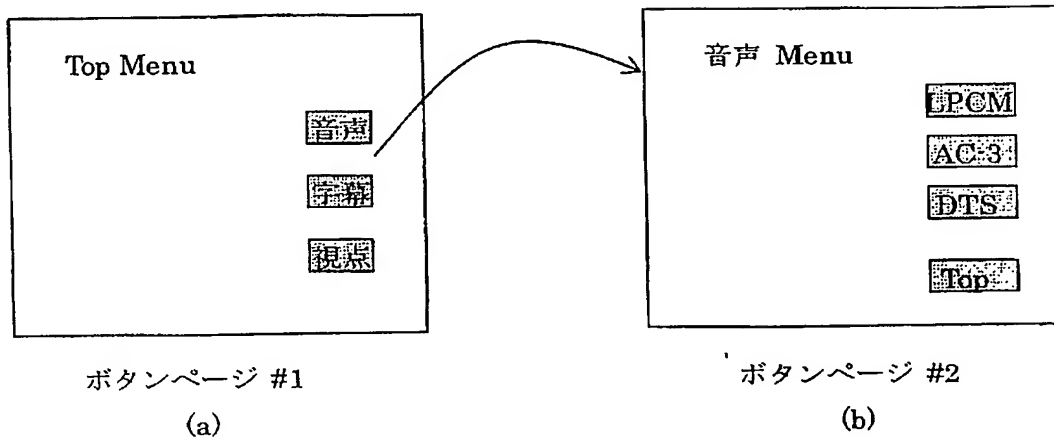 Top Menu
音声
字幕
視点
ボタンページ #1
(a)
音声 Menu
LPCM
AC-3
DTS
Top
ボタンページ #2
(b)